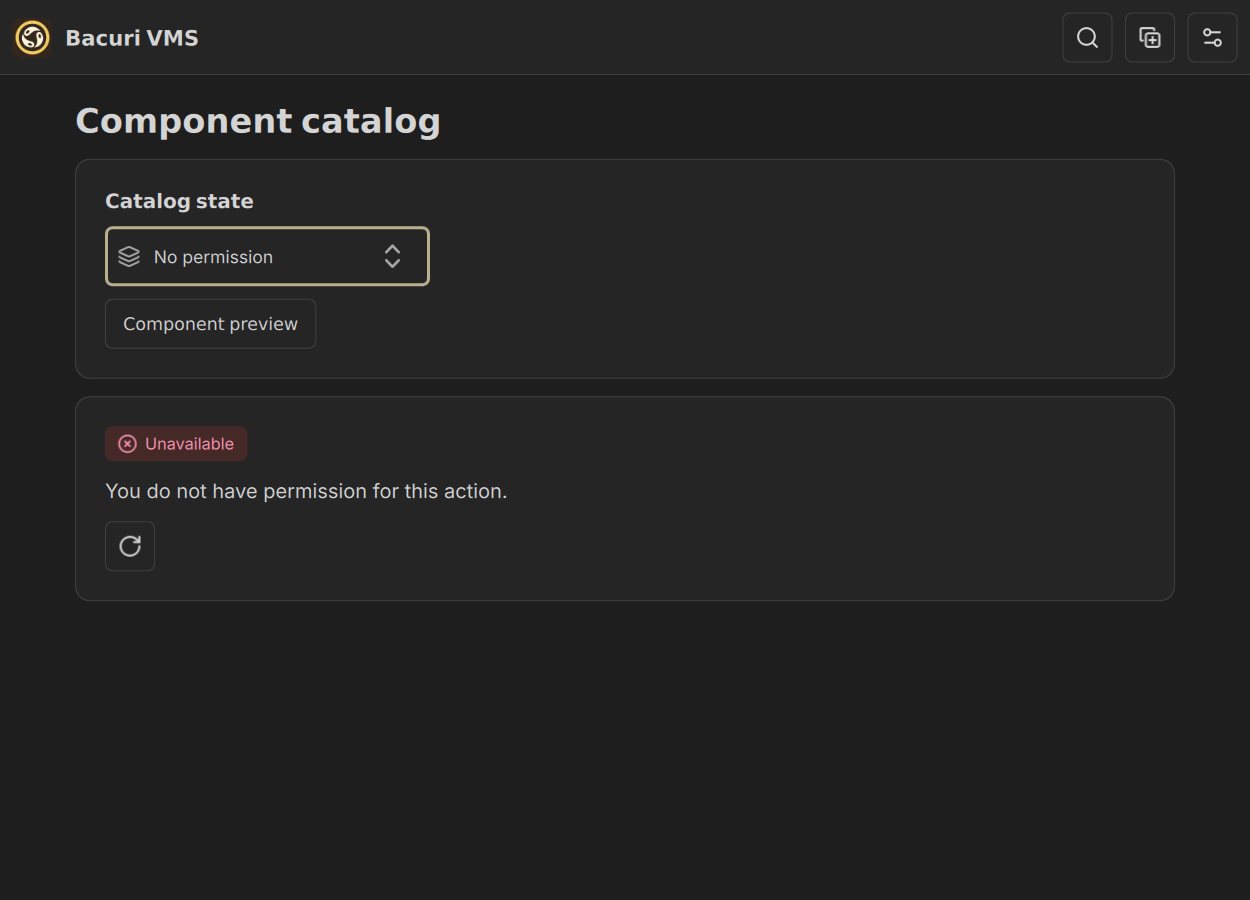 Bacuri VMS
Component catalog
Catalog state
No permission
Component preview
Unavailable
You do not have permission for this action.